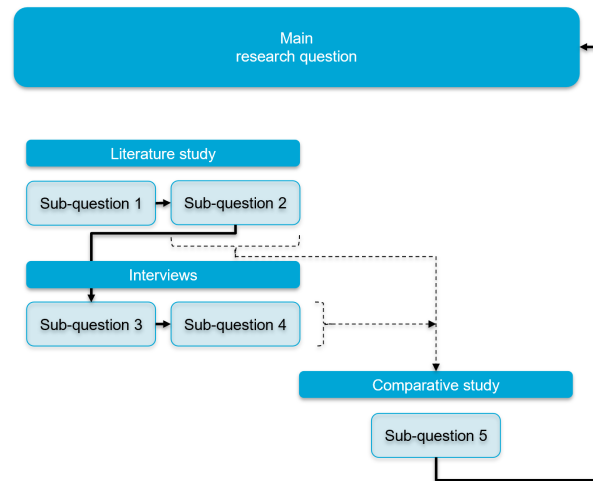 Main
research question
Literature study
Sub-question 1
Sub-question 2
Interviews
Sub-question 3
Sub-question 4
Comparative study
Sub-question 5